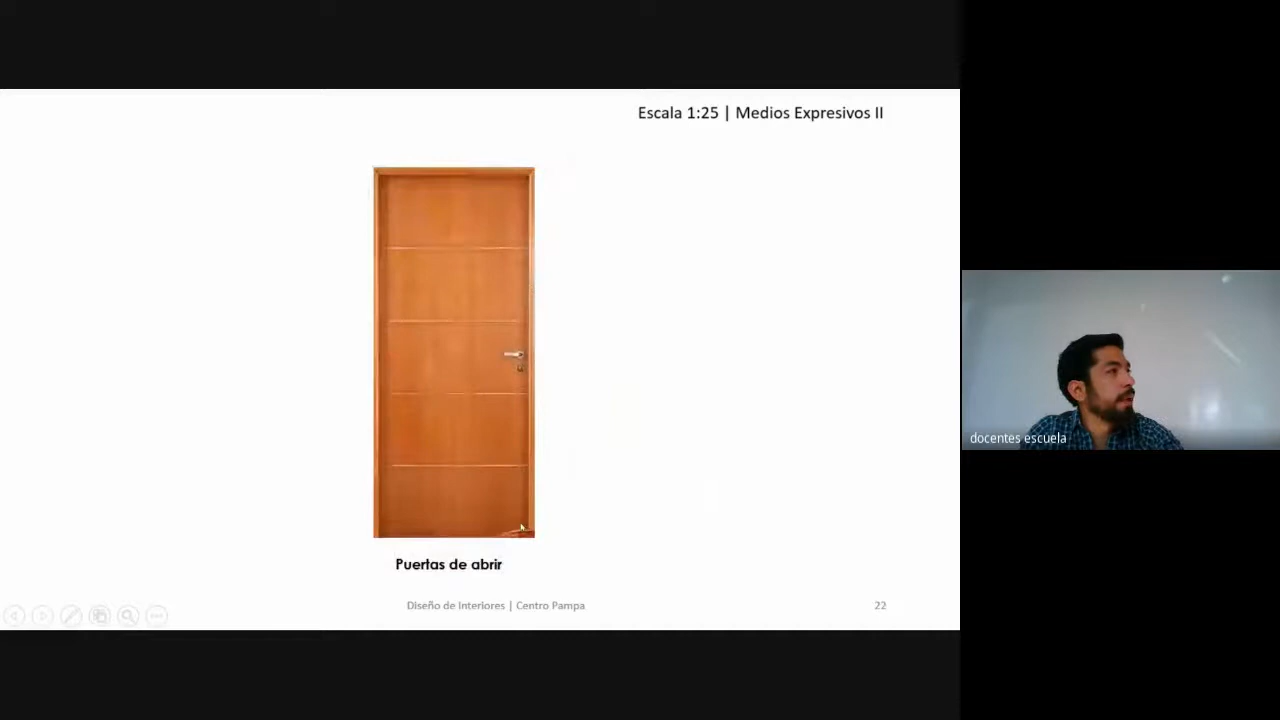 Escala 1:25 | Medios Expresivos II
docentes escuela
Puertas de abrir
Diseño de Interiores | Centro Pampa
22